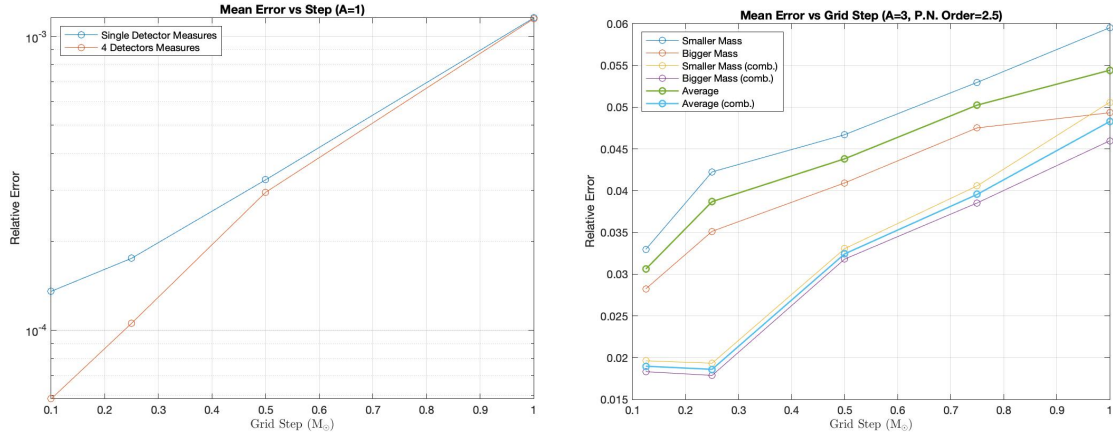 Mean Error vs Step (A=1)
Single Detector Measures
4 Detectors Measures
10-3
10-4
Relative Error
0.1 0.2 0.3 0.4 0.5 0.6 0.7 0.8 0.9 1
Grid Step (M☉)
Mean Error vs Grid Step (A=3, P.N. Order=2.5)
Smaller Mass
Bigger Mass
Smaller Mass (comb.)
Bigger Mass (comb.)
Average
Average (comb.)
0.06
0.055
0.05
0.045
0.04
0.035
0.03
0.025
0.02
0.015
Relative Error
0.1 0.2 0.3 0.4 0.5 0.6 0.7 0.8 0.9 1
Grid Step (M☉)